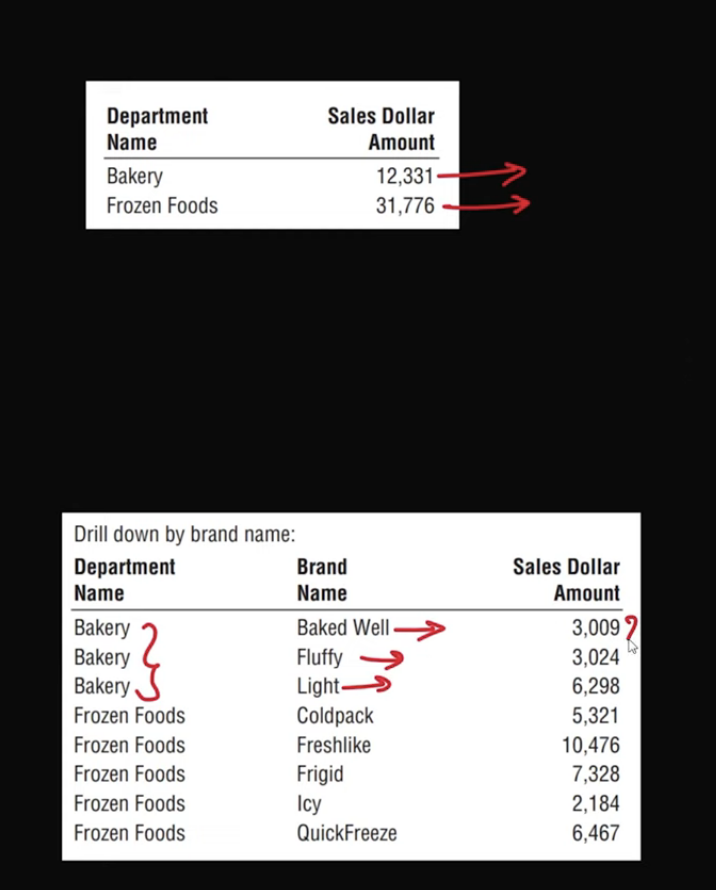 Department Sales Dollar
Name Amount
Bakery 12,331
Frozen Foods 31,776
Drill down by brand name:
Department Brand Sales Dollar
Name Name Amount
Bakery Baked Well 3,009
Bakery Fluffy 3,024
Bakery Light 6,298
Frozen Foods Coldpack 5,321
Frozen Foods Freshlike 10,476
Frozen Foods Frigid 7,328
Frozen Foods Icy 2,184
Frozen Foods QuickFreeze 6,467